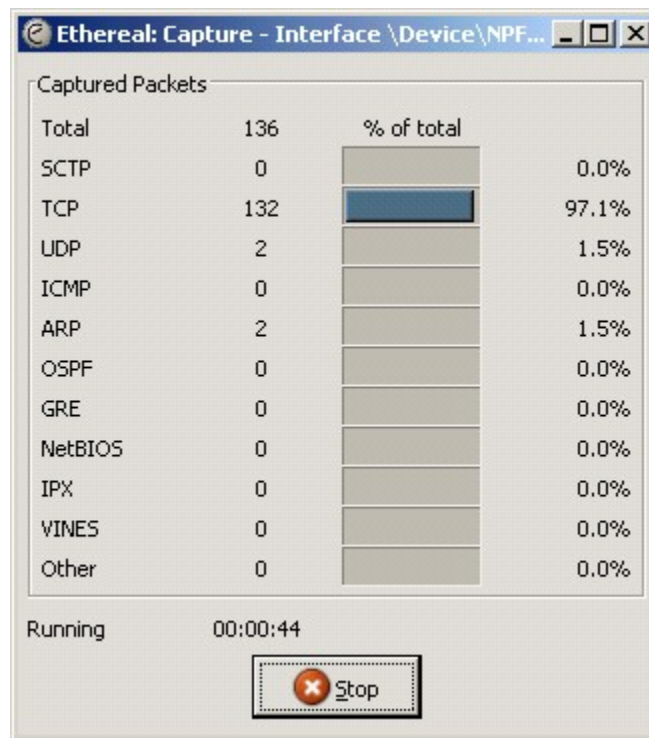 Ethereal: Capture - Interface \Device\NPF...
Captured Packets
Total 136 % of total
SCTP 0 0.0%
TCP 132 97.1%
UDP 2 1.5%
ICMP 0 0.0%
ARP 2 1.5%
OSPF 0 0.0%
GRE 0 0.0%
NetBIOS 0 0.0%
IPX 0 0.0%
VINES 0 0.0%
Other 0 0.0%
Running 00:00:44
Stop